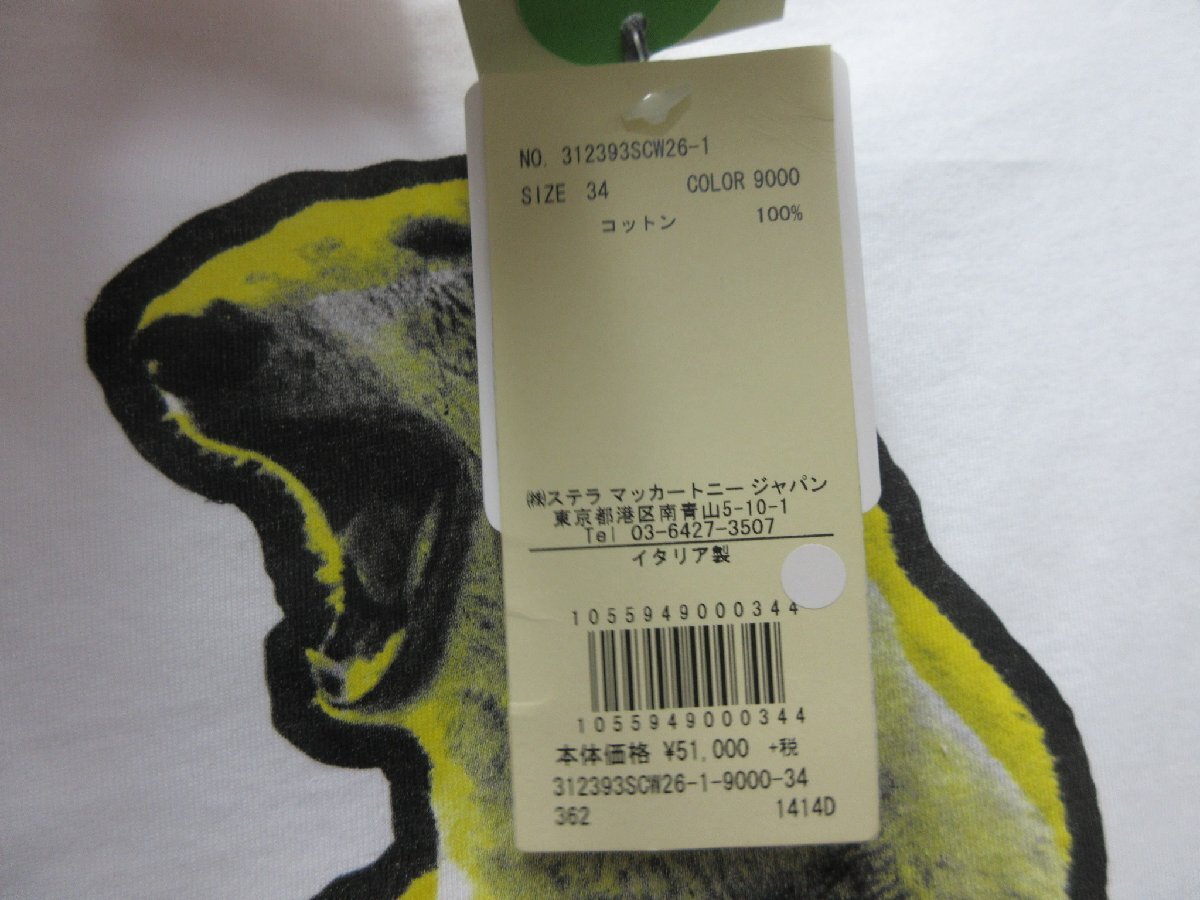 NO. 312393SCW26-1
SIZE 34 COLOR 9000
コットン 100%
㈱ステラ マッカートニー ジャパン
東京都港区南青山5-10-1
Tel 03-6427-3507
イタリア製
1055949000344
1055949000344
本体価格 ¥51,000 +税
312393SCW26-1-9000-34
362 1414D